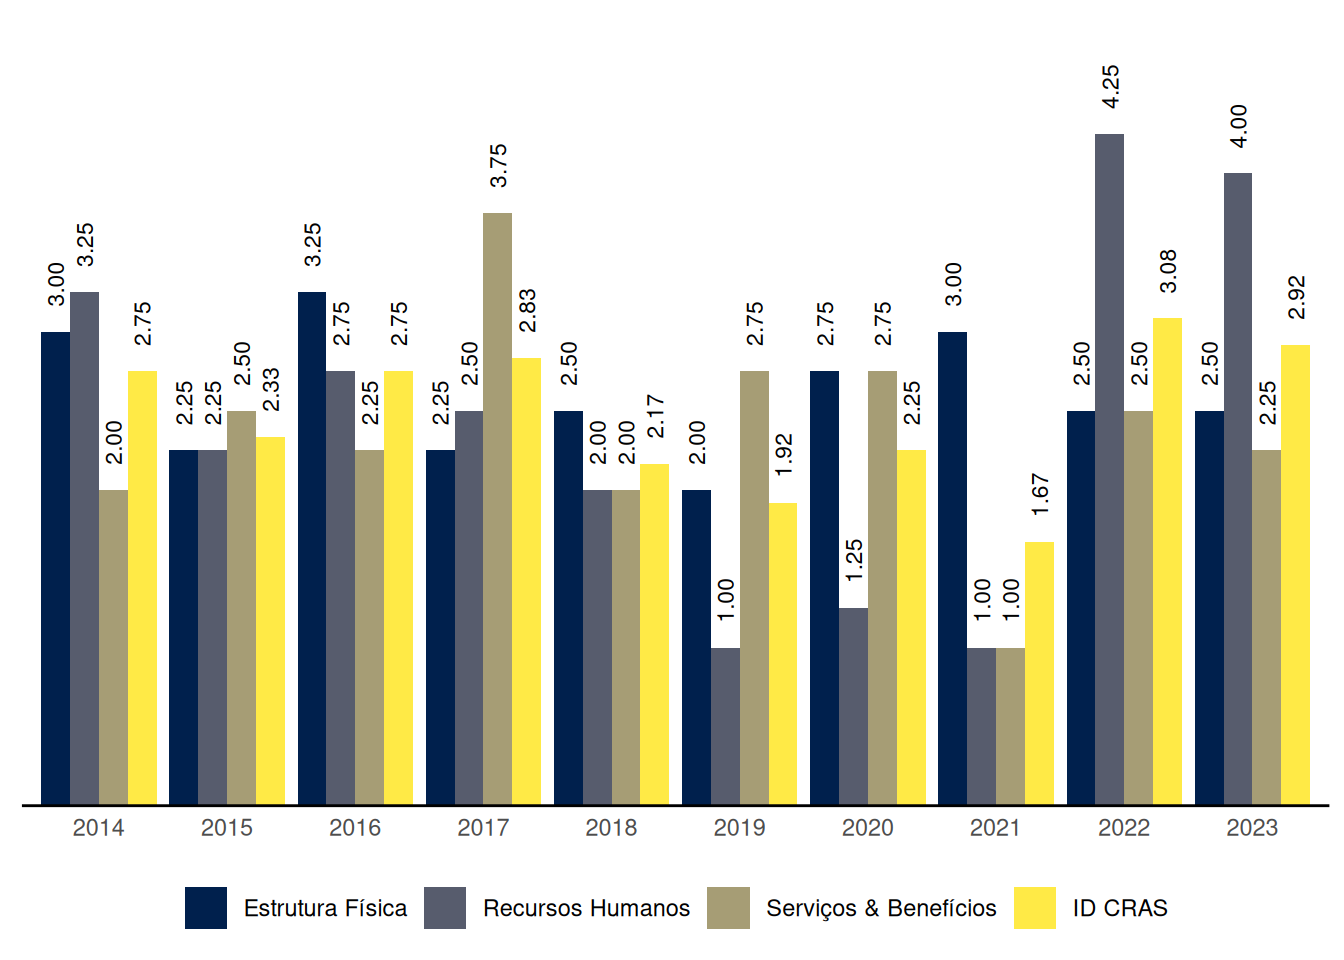 3.00 3.25 2.00 2.75
2.25 2.25 2.50 2.33
3.25 2.75 2.25 2.75
2.25 2.50 3.75 2.83
2.50 2.00 2.00 2.17
2.00 1.00 2.75 1.92
2.75 1.25 2.75 2.25
3.00 1.00 1.00 1.67
2.50 4.25 2.50 3.08
2.50 4.00 2.25 2.92
2014 2015 2016 2017 2018 2019 2020 2021 2022 2023
Estrutura Física Recursos Humanos Serviços & Benefícios ID CRAS